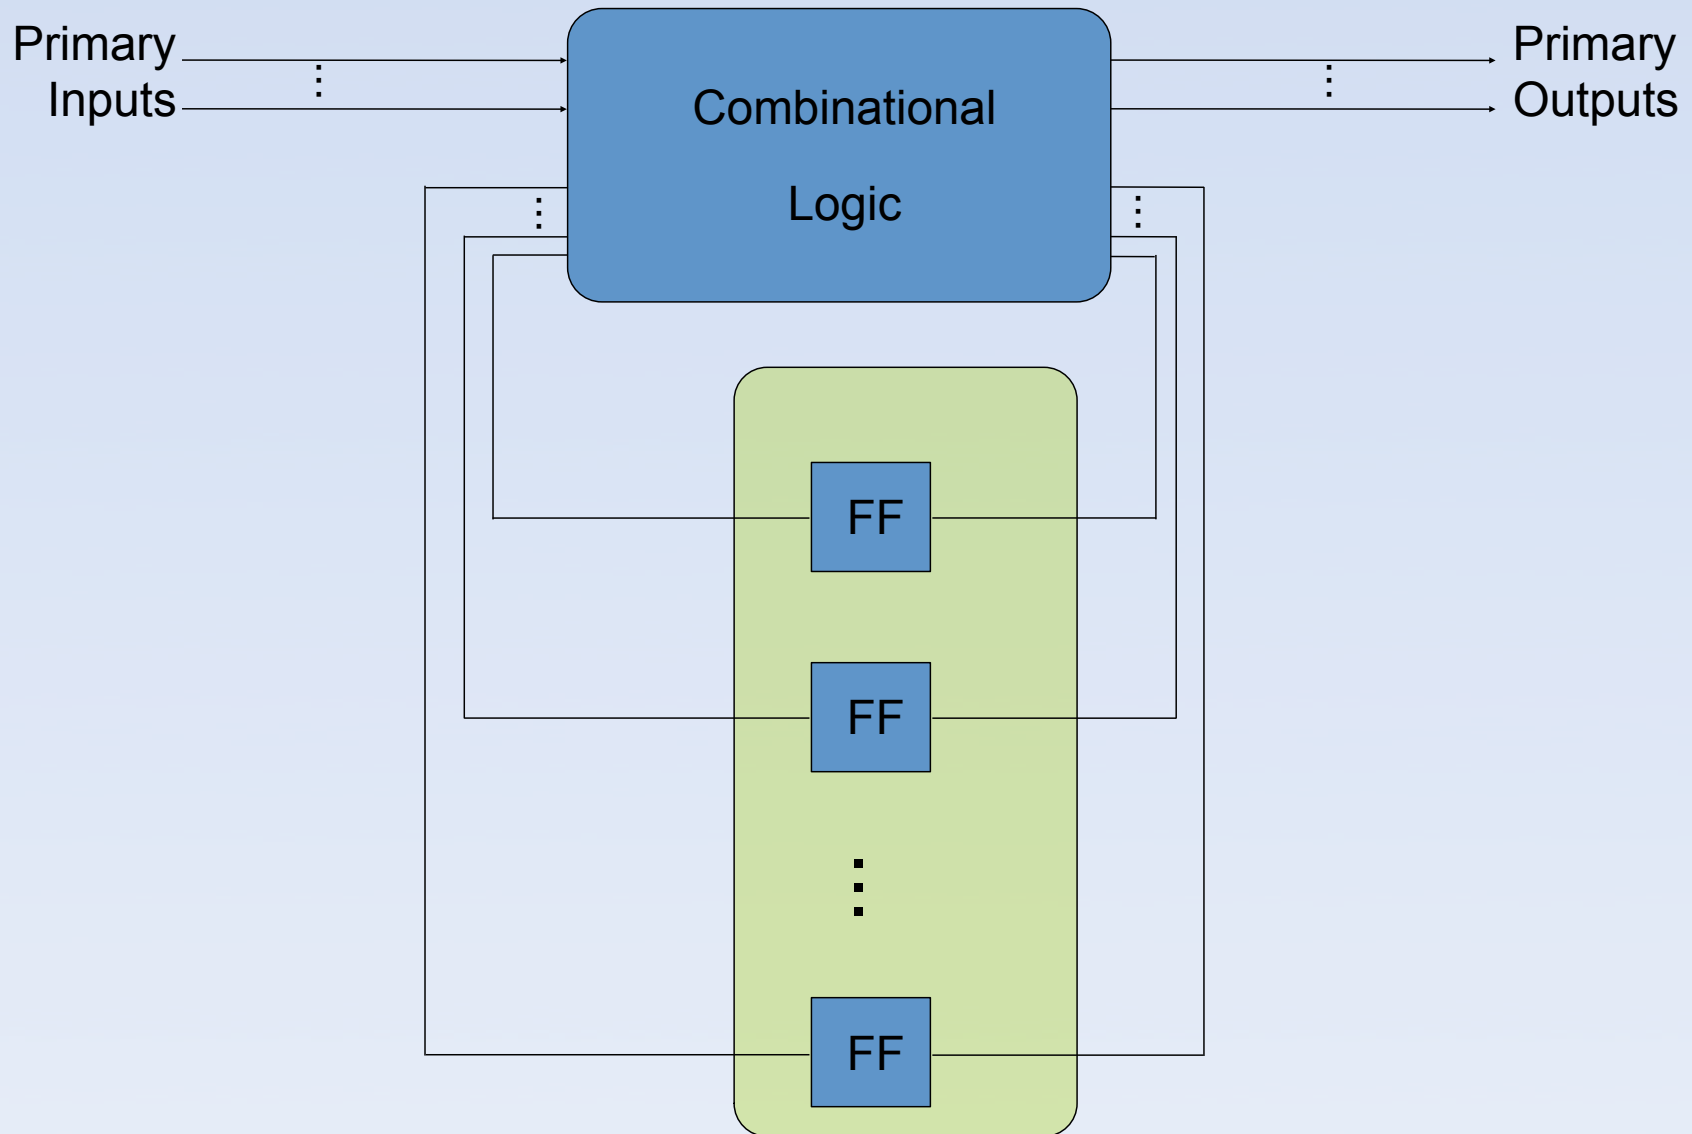 Primary
Inputs
Combinational
Logic
Primary
Outputs
FF
FF
FF